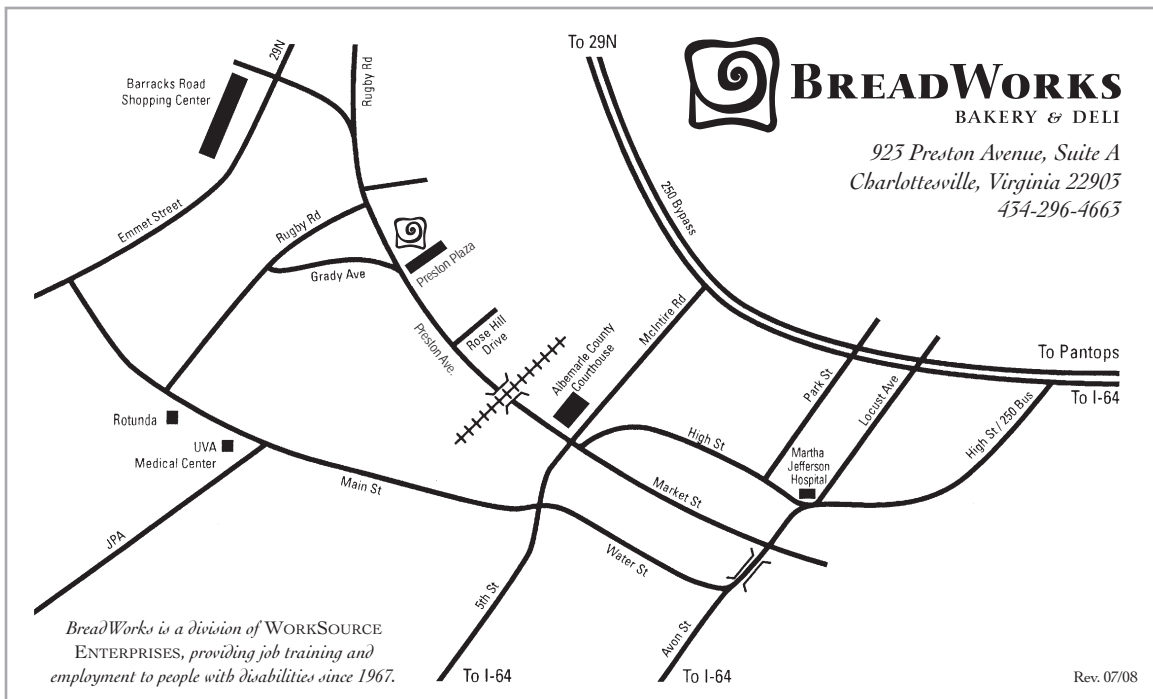 To 29N
29N
Rugby Rd
Barracks Road
Shopping Center
BREADWORKS
BAKERY & DELI
923 Preston Avenue, Suite A
Charlottesville, Virginia 22903
434-296-4663
250 Bypass
Emmet Street
Rugby Rd
Grady Ave
Preston Plaza
Preston Ave.
Rose Hill
Drive
Albemarle County
Courthouse
McIntire Rd
To Pantops
To I-64
Park St
Locust Ave
High St / 250 Bus
Rotunda
UVA
Medical Center
High St
Martha
Jefferson
Hospital
Main St
Market St
JPA
Water St
5th St
Avon St
BreadWorks is a division of WORKSOURCE
ENTERPRISES, providing job training and
employment to people with disabilities since 1967.
To I-64
To I-64
Rev. 07/08